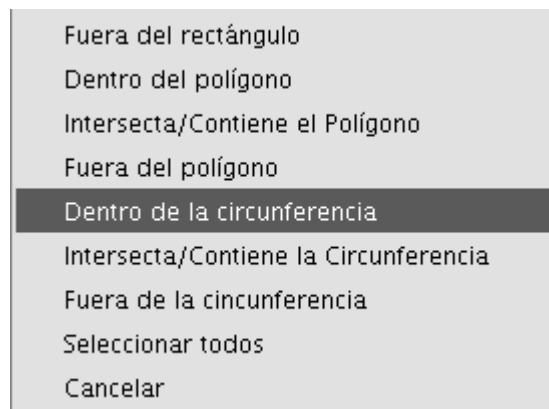 Fuera del rectángulo
Dentro del polígono
Intersecta/Contiene el Polígono
Fuera del polígono
Dentro de la circunferencia
Intersecta/Contiene la Circunferencia
Fuera de la cincunferencia
Seleccionar todos
Cancelar